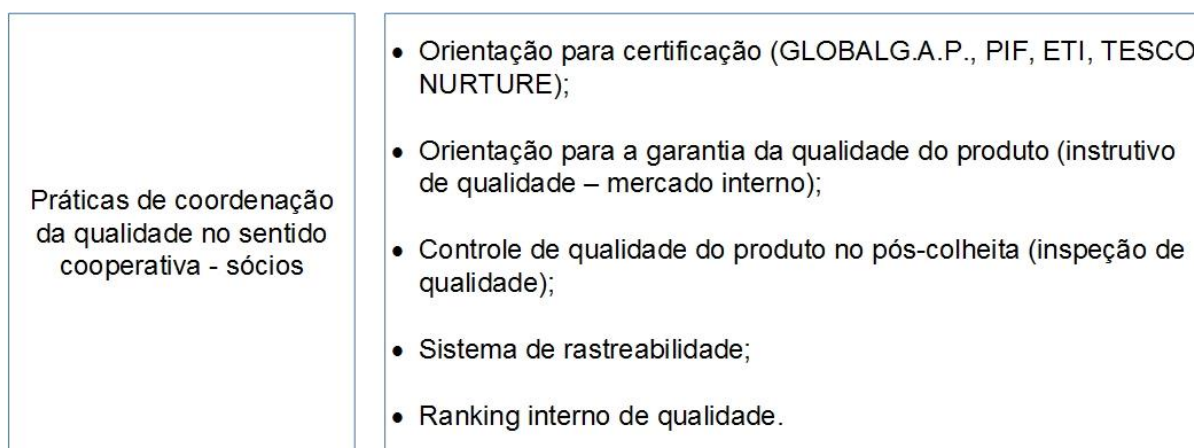 Práticas de coordenação
da qualidade no sentido
cooperativa - sócios
• Orientação para certificação (GLOBALG.A.P., PIF, ETI, TESCO
NURTURE);
• Orientação para a garantia da qualidade do produto (instrutivo
de qualidade – mercado interno);
• Controle de qualidade do produto no pós-colheita (inspeção de
qualidade);
• Sistema de rastreabilidade;
• Ranking interno de qualidade.